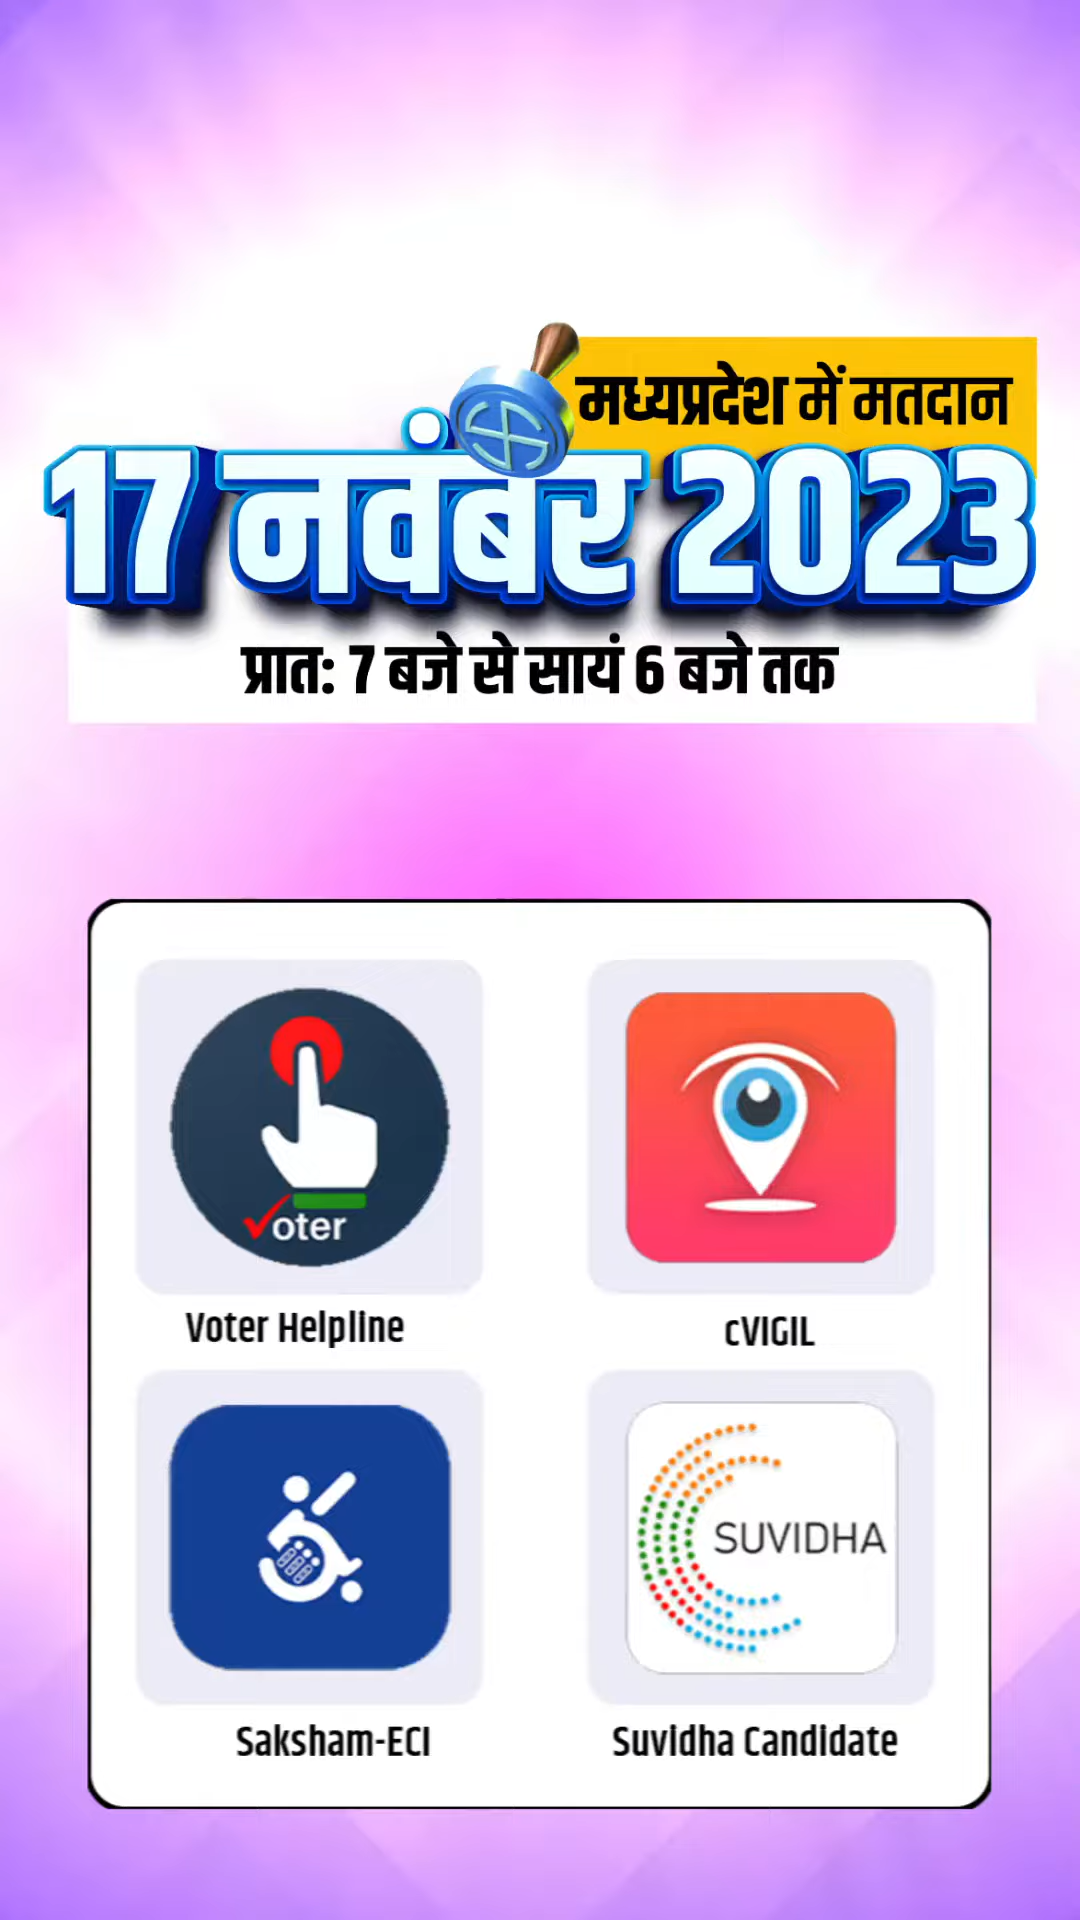 मध्यप्रदेश में मतदान
17 नवंबर 2023
प्रात: 7 बजे से सायं 6 बजे तक
Voter
Voter Helpline
cVIGIL
SUVIDHA
Saksham-ECI
Suvidha Candidate